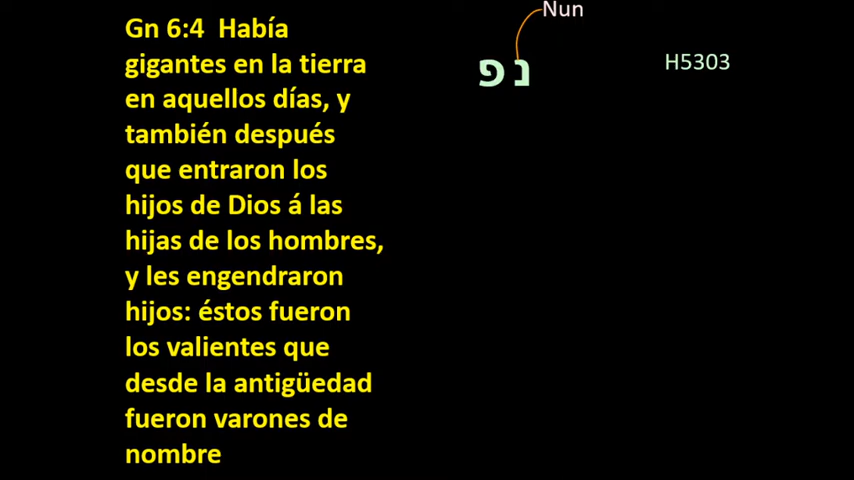 Gn 6:4 Había
gigantes en la tierra
en aquellos días, y
también después
que entraron los
hijos de Dios á las
hijas de los hombres,
y les engendraron
hijos: éstos fueron
los valientes que
desde la antigüedad
fueron varones de
nombre
Nun
נפ
H5303